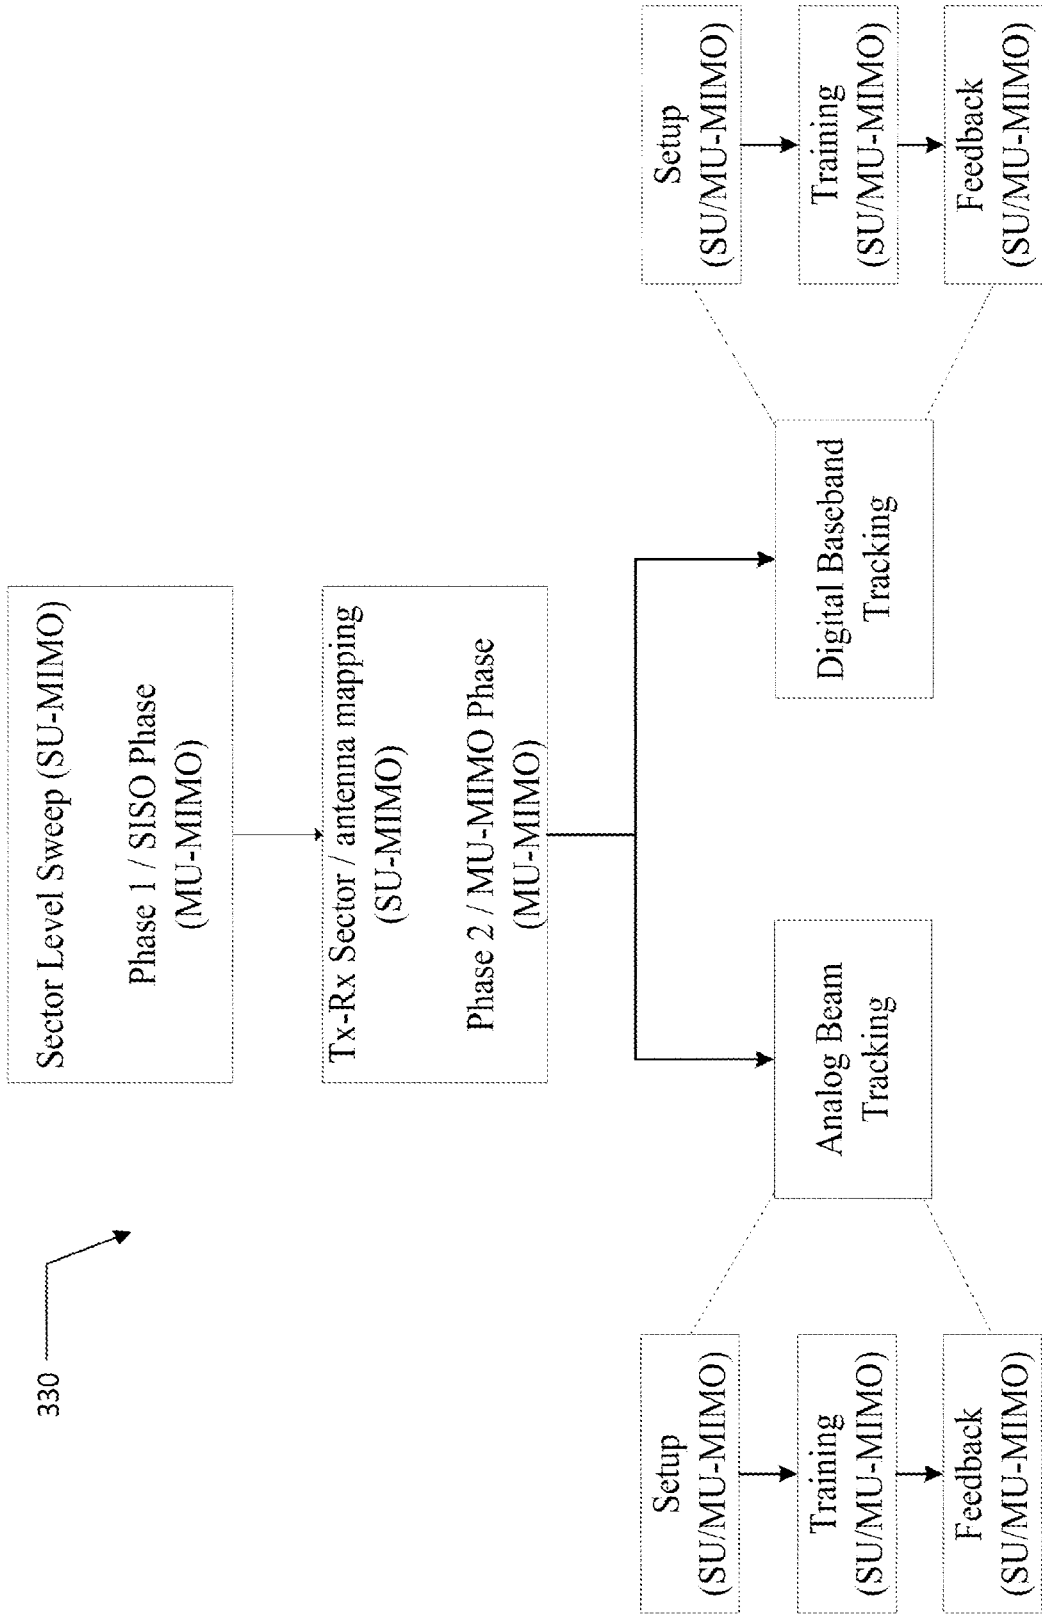 330
Sector Level Sweep (SU-MIMO)
Phase 1 / SISO Phase
(MU-MIMO)
Tx-Rx Sector / antenna mapping
(SU-MIMO)
Phase 2 / MU-MIMO Phase
(MU-MIMO)
Analog Beam
Tracking
Digital Baseband
Tracking
Setup
(SU/MU-MIMO)
Training
(SU/MU-MIMO)
Feedback
(SU/MU-MIMO)
Setup
(SU/MU-MIMO)
Training
(SU/MU-MIMO)
Feedback
(SU/MU-MIMO)